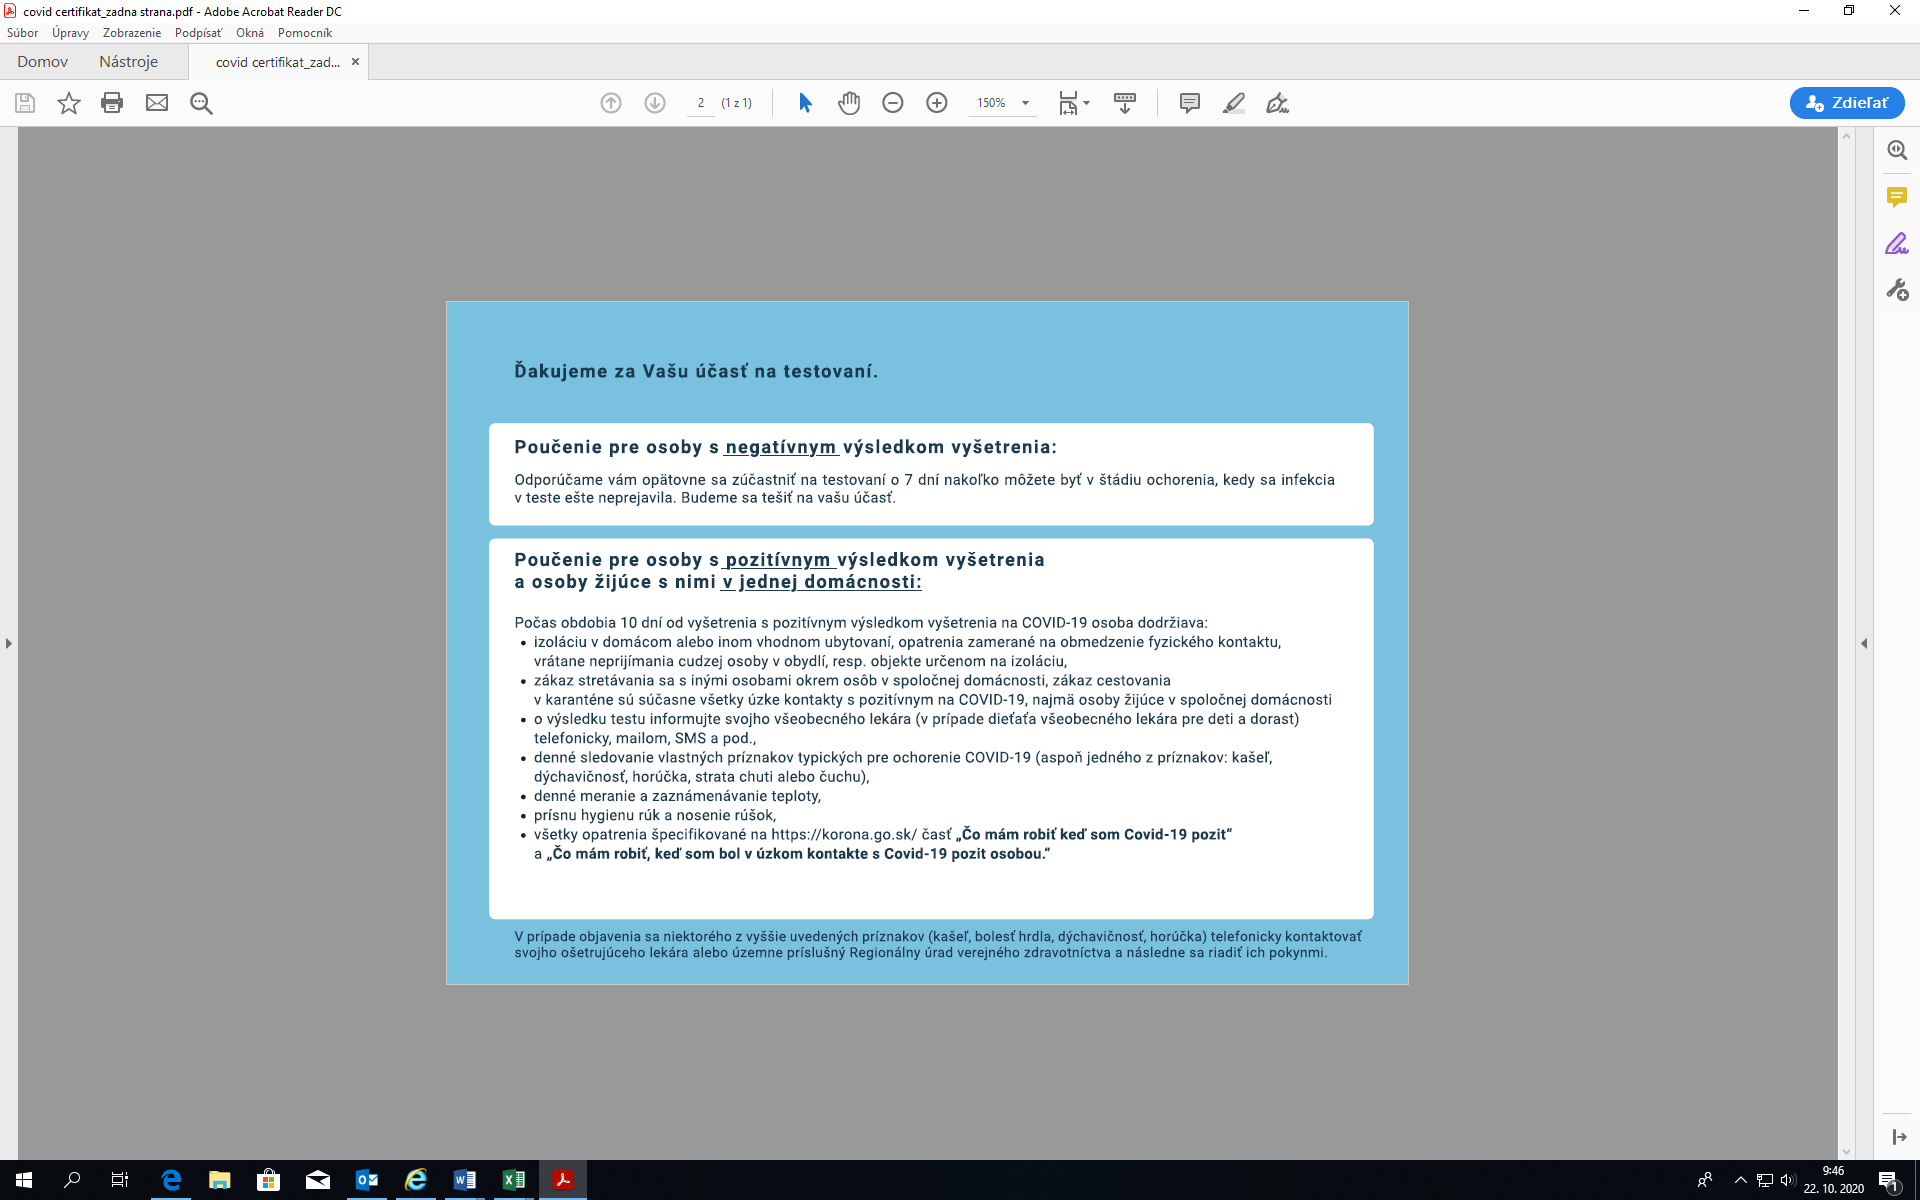 covid certifikat_zadna strana.pdf - Adobe Acrobat Reader DC
Súbor Úpravy Zobrazenie Podpísať Okná Pomocník
Domov Nástroje covid certifikat_zad... ×
2 (1 z 1) 150% Zdieľať
Ďakujeme za Vašu účasť na testovaní.
Poučenie pre osoby s negatívnym výsledkom vyšetrenia:
Odporúčame vám opätovne sa zúčastniť na testovaní o 7 dní nakoľko môžete byť v štádiu ochorenia, kedy sa infekcia
v teste ešte neprejavila. Budeme sa tešiť na vašu účasť.
Poučenie pre osoby s pozitívnym výsledkom vyšetrenia
a osoby žijúce s nimi v jednej domácnosti:
Počas obdobia 10 dní od vyšetrenia s pozitívnym výsledkom vyšetrenia na COVID-19 osoba dodržiava:
• izoláciu v domácom alebo inom vhodnom ubytovaní, opatrenia zamerané na obmedzenie fyzického kontaktu,
vrátane neprijímania cudzej osoby v obydlí, resp. objekte určenom na izoláciu,
• zákaz stretávania sa s inými osobami okrem osôb v spoločnej domácnosti, zákaz cestovania
v karanténe sú súčasne všetky úzke kontakty s pozitívnym na COVID-19, najmä osoby žijúce v spoločnej domácnosti
• o výsledku testu informujte svojho všeobecného lekára (v prípade dieťaťa všeobecného lekára pre deti a dorast)
telefonicky, mailom, SMS a pod.,
• denné sledovanie vlastných príznakov typických pre ochorenie COVID-19 (aspoň jedného z príznakov: kašeľ,
dýchavičnosť, horúčka, strata chuti alebo čuchu),
• denné meranie a zaznámenávanie teploty,
• prísnu hygienu rúk a nosenie rúšok,
• všetky opatrenia špecifikované na https://korona.go.sk/ časť „Čo mám robiť keď som Covid-19 pozit“
a „Čo mám robiť, keď som bol v úzkom kontakte s Covid-19 pozit osobou.“
V prípade objavenia sa niektorého z vyššie uvedených príznakov (kašeľ, bolesť hrdla, dýchavičnosť, horúčka) telefonicky kontaktovať
svojho ošetrujúceho lekára alebo územne príslušný Regionálny úrad verejného zdravotníctva a následne sa riadiť ich pokynmi.
9:46
22. 10. 2020
1